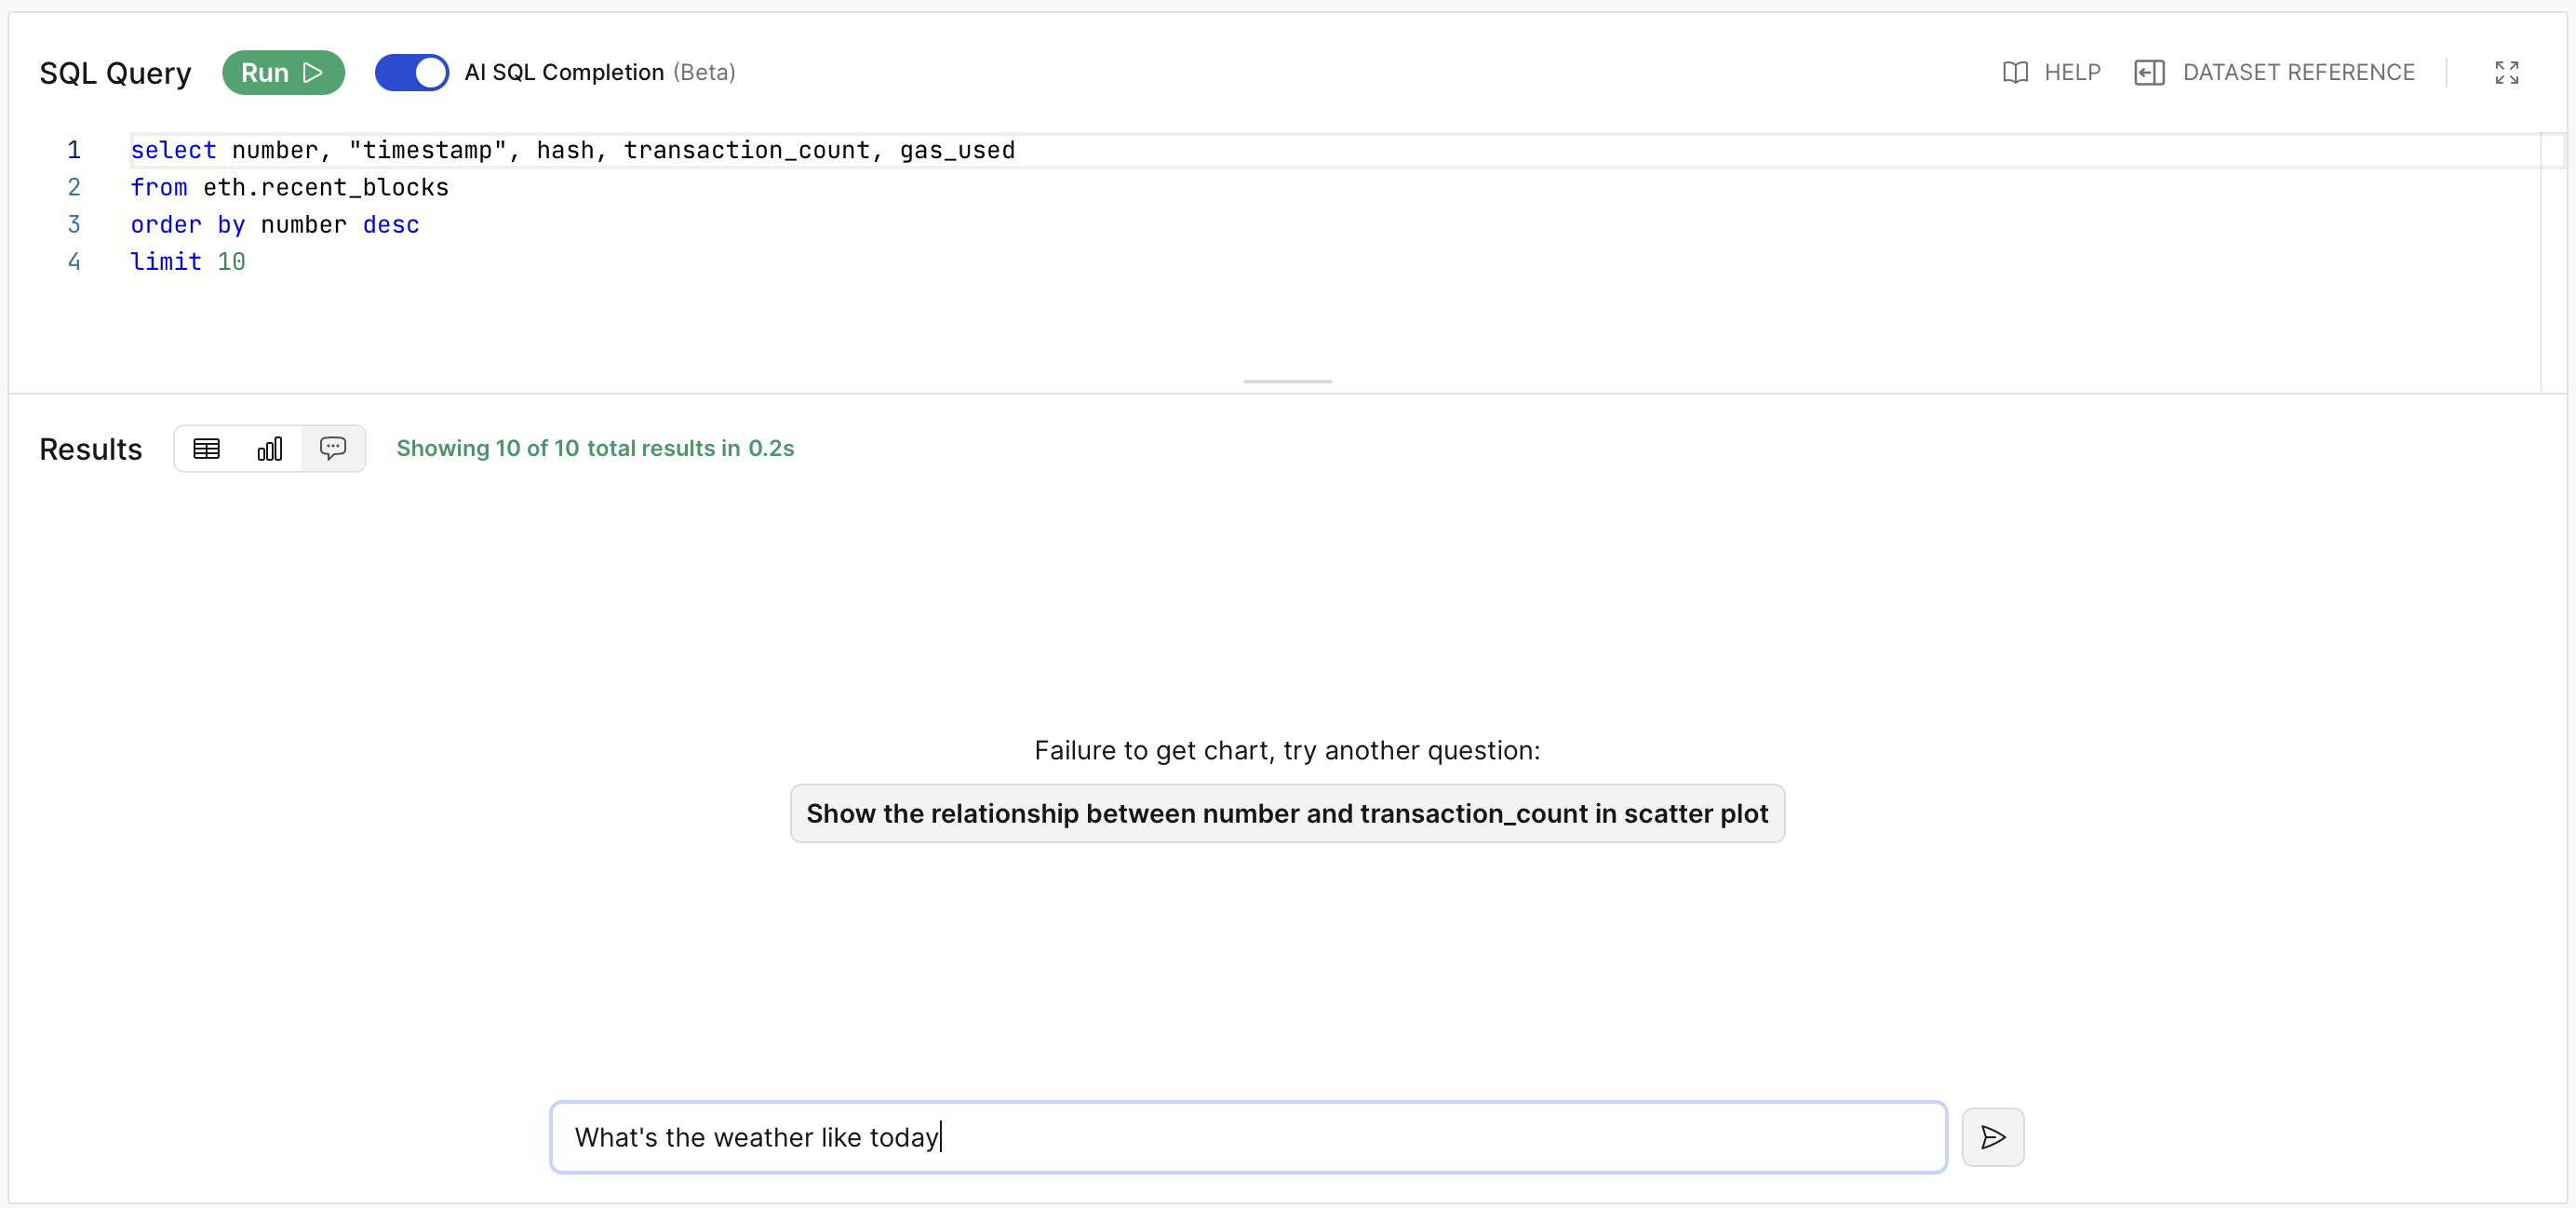 SQL Query Run AI SQL Completion (Beta) HELP DATASET REFERENCE
1 select number, "timestamp", hash, transaction_count, gas_used
2 from eth.recent_blocks
3 order by number desc
4 limit 10
Results Showing 10 of 10 total results in 0.2s
Failure to get chart, try another question:
Show the relationship between number and transaction_count in scatter plot
What's the weather like today